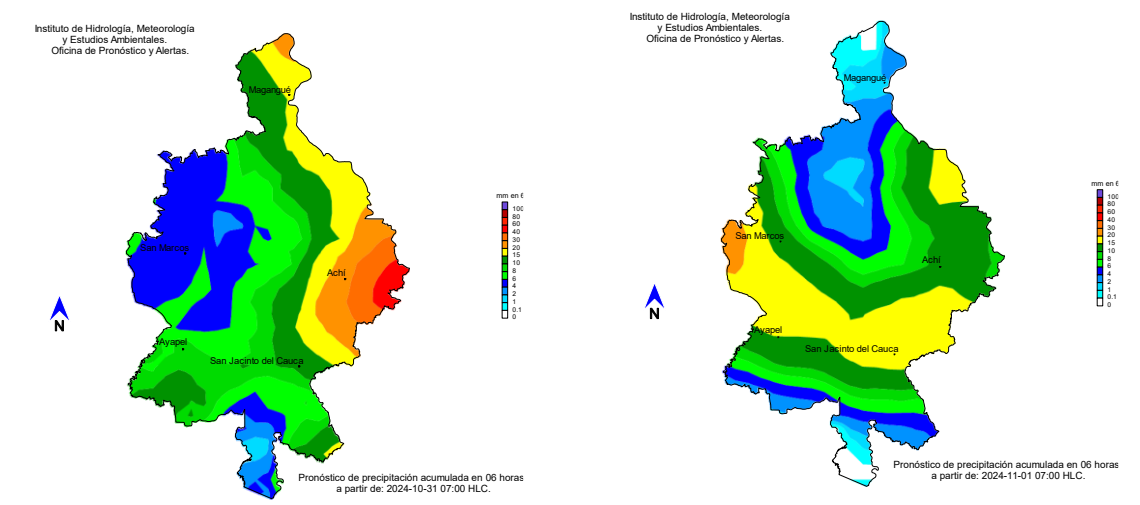 Instituto de Hidrología, Meteorología
y Estudios Ambientales.
Oficina de Pronóstico y Alertas.
Magangué
San Marcos
Achí
Ayapel
San Jacinto del Cauca
N
mm en 6
100
80
60
40
30
20
15
10
8
6
4
2
1
0.1
0
Pronóstico de precipitación acumulada en 06 horas
a partir de: 2024-10-31 07:00 HLC.
Instituto de Hidrología, Meteorología
y Estudios Ambientales.
Oficina de Pronóstico y Alertas.
Magangué
San Marcos
Achí
Ayapel
San Jacinto del Cauca
N
mm en 6
100
80
60
40
30
20
15
10
8
6
4
2
1
0.1
0
Pronóstico de precipitación acumulada en 06 horas
a partir de: 2024-11-01 07:00 HLC.